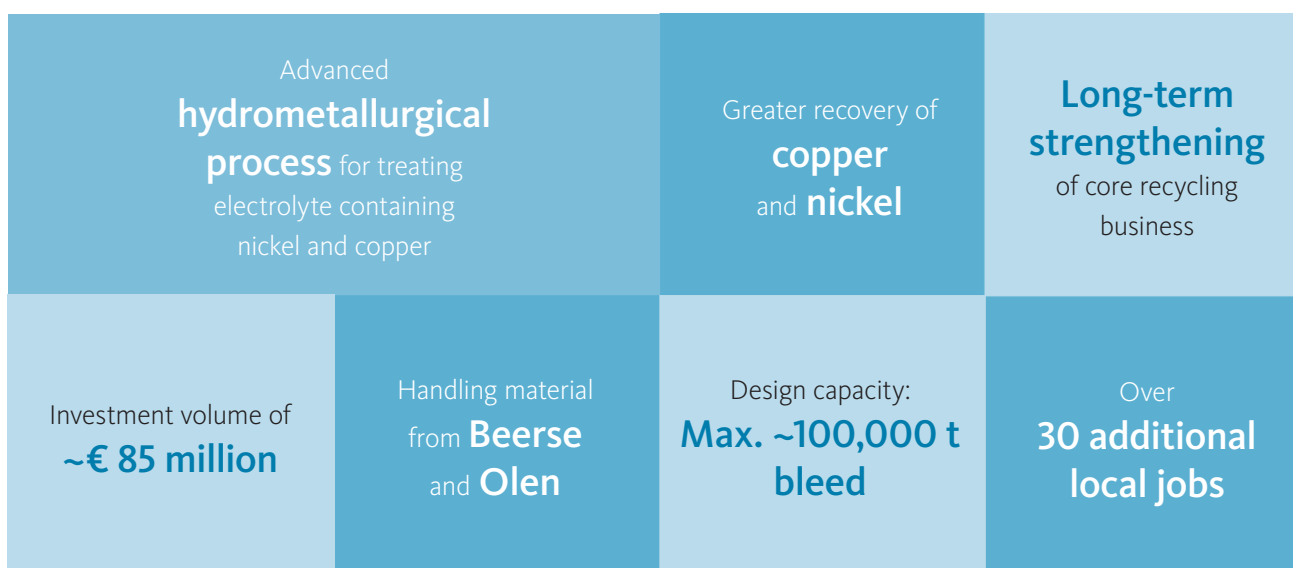 Advanced
hydrometallurgical
process for treating
electrolyte containing
nickel and copper
Greater recovery of
copper
and nickel
Long-term
strengthening
of core recycling
business
Investment volume of
~€ 85 million
Handling material
from Beerse
and Olen
Design capacity:
Max. ~100,000 t
bleed
Over
30 additional
local jobs